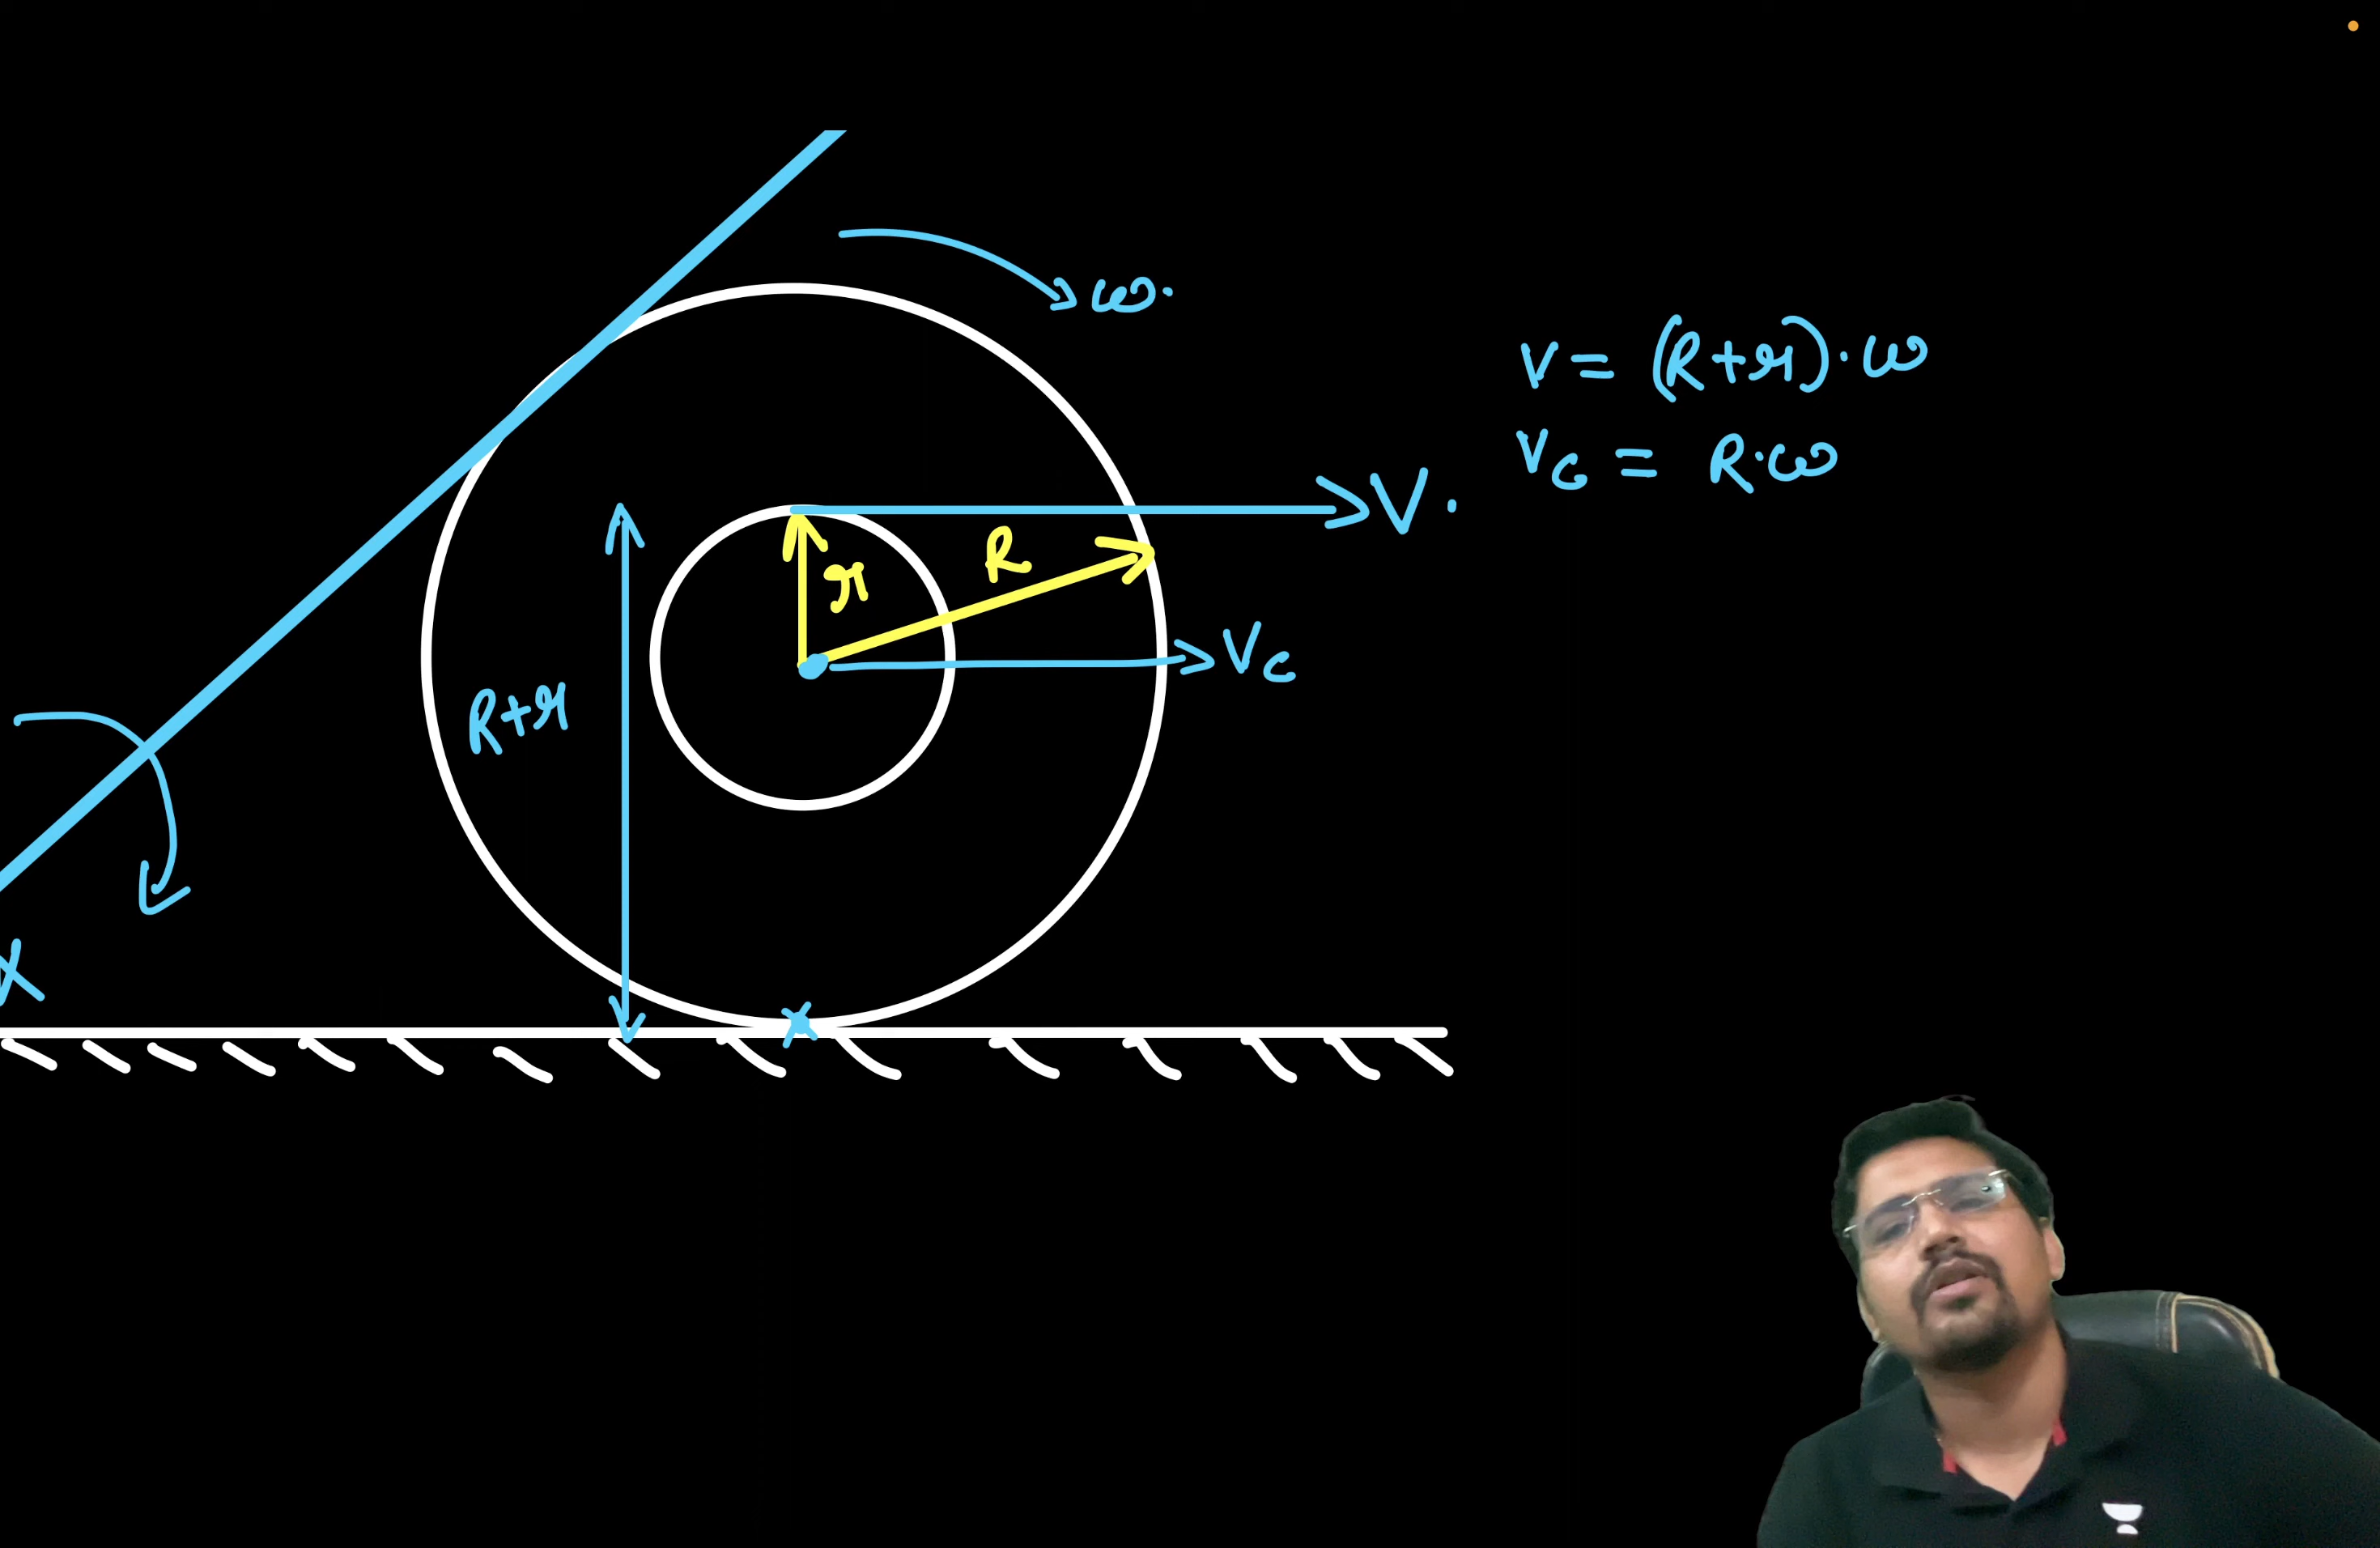 ω.
V = (R+r)·ω
V_C = R·ω
V.
R
r
V_C
R+r
X